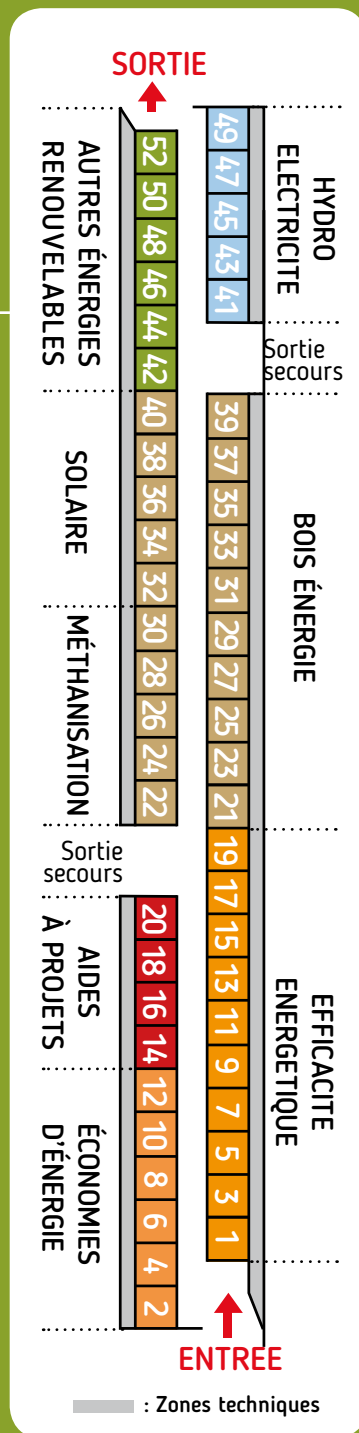 SORTIE
AUTRES ÉNERGIES
RENOUVELABLES
52
50
48
46
44
42
SOLAIRE
40
38
36
34
32
MÉTHANISATION
30
28
26
24
22
Sortie
secours
AIDES
À PROJETS
20
18
16
14
ÉCONOMIES
D'ÉNERGIE
12
10
8
6
4
2
49
47
45
43
41
HYDRO
ELECTRICITE
Sortie
secours
39
37
35
33
31
29
27
25
23
21
BOIS ÉNERGIE
19
17
15
13
11
9
7
5
3
1
EFFICACITE
ENERGETIQUE
ENTREE
: Zones techniques